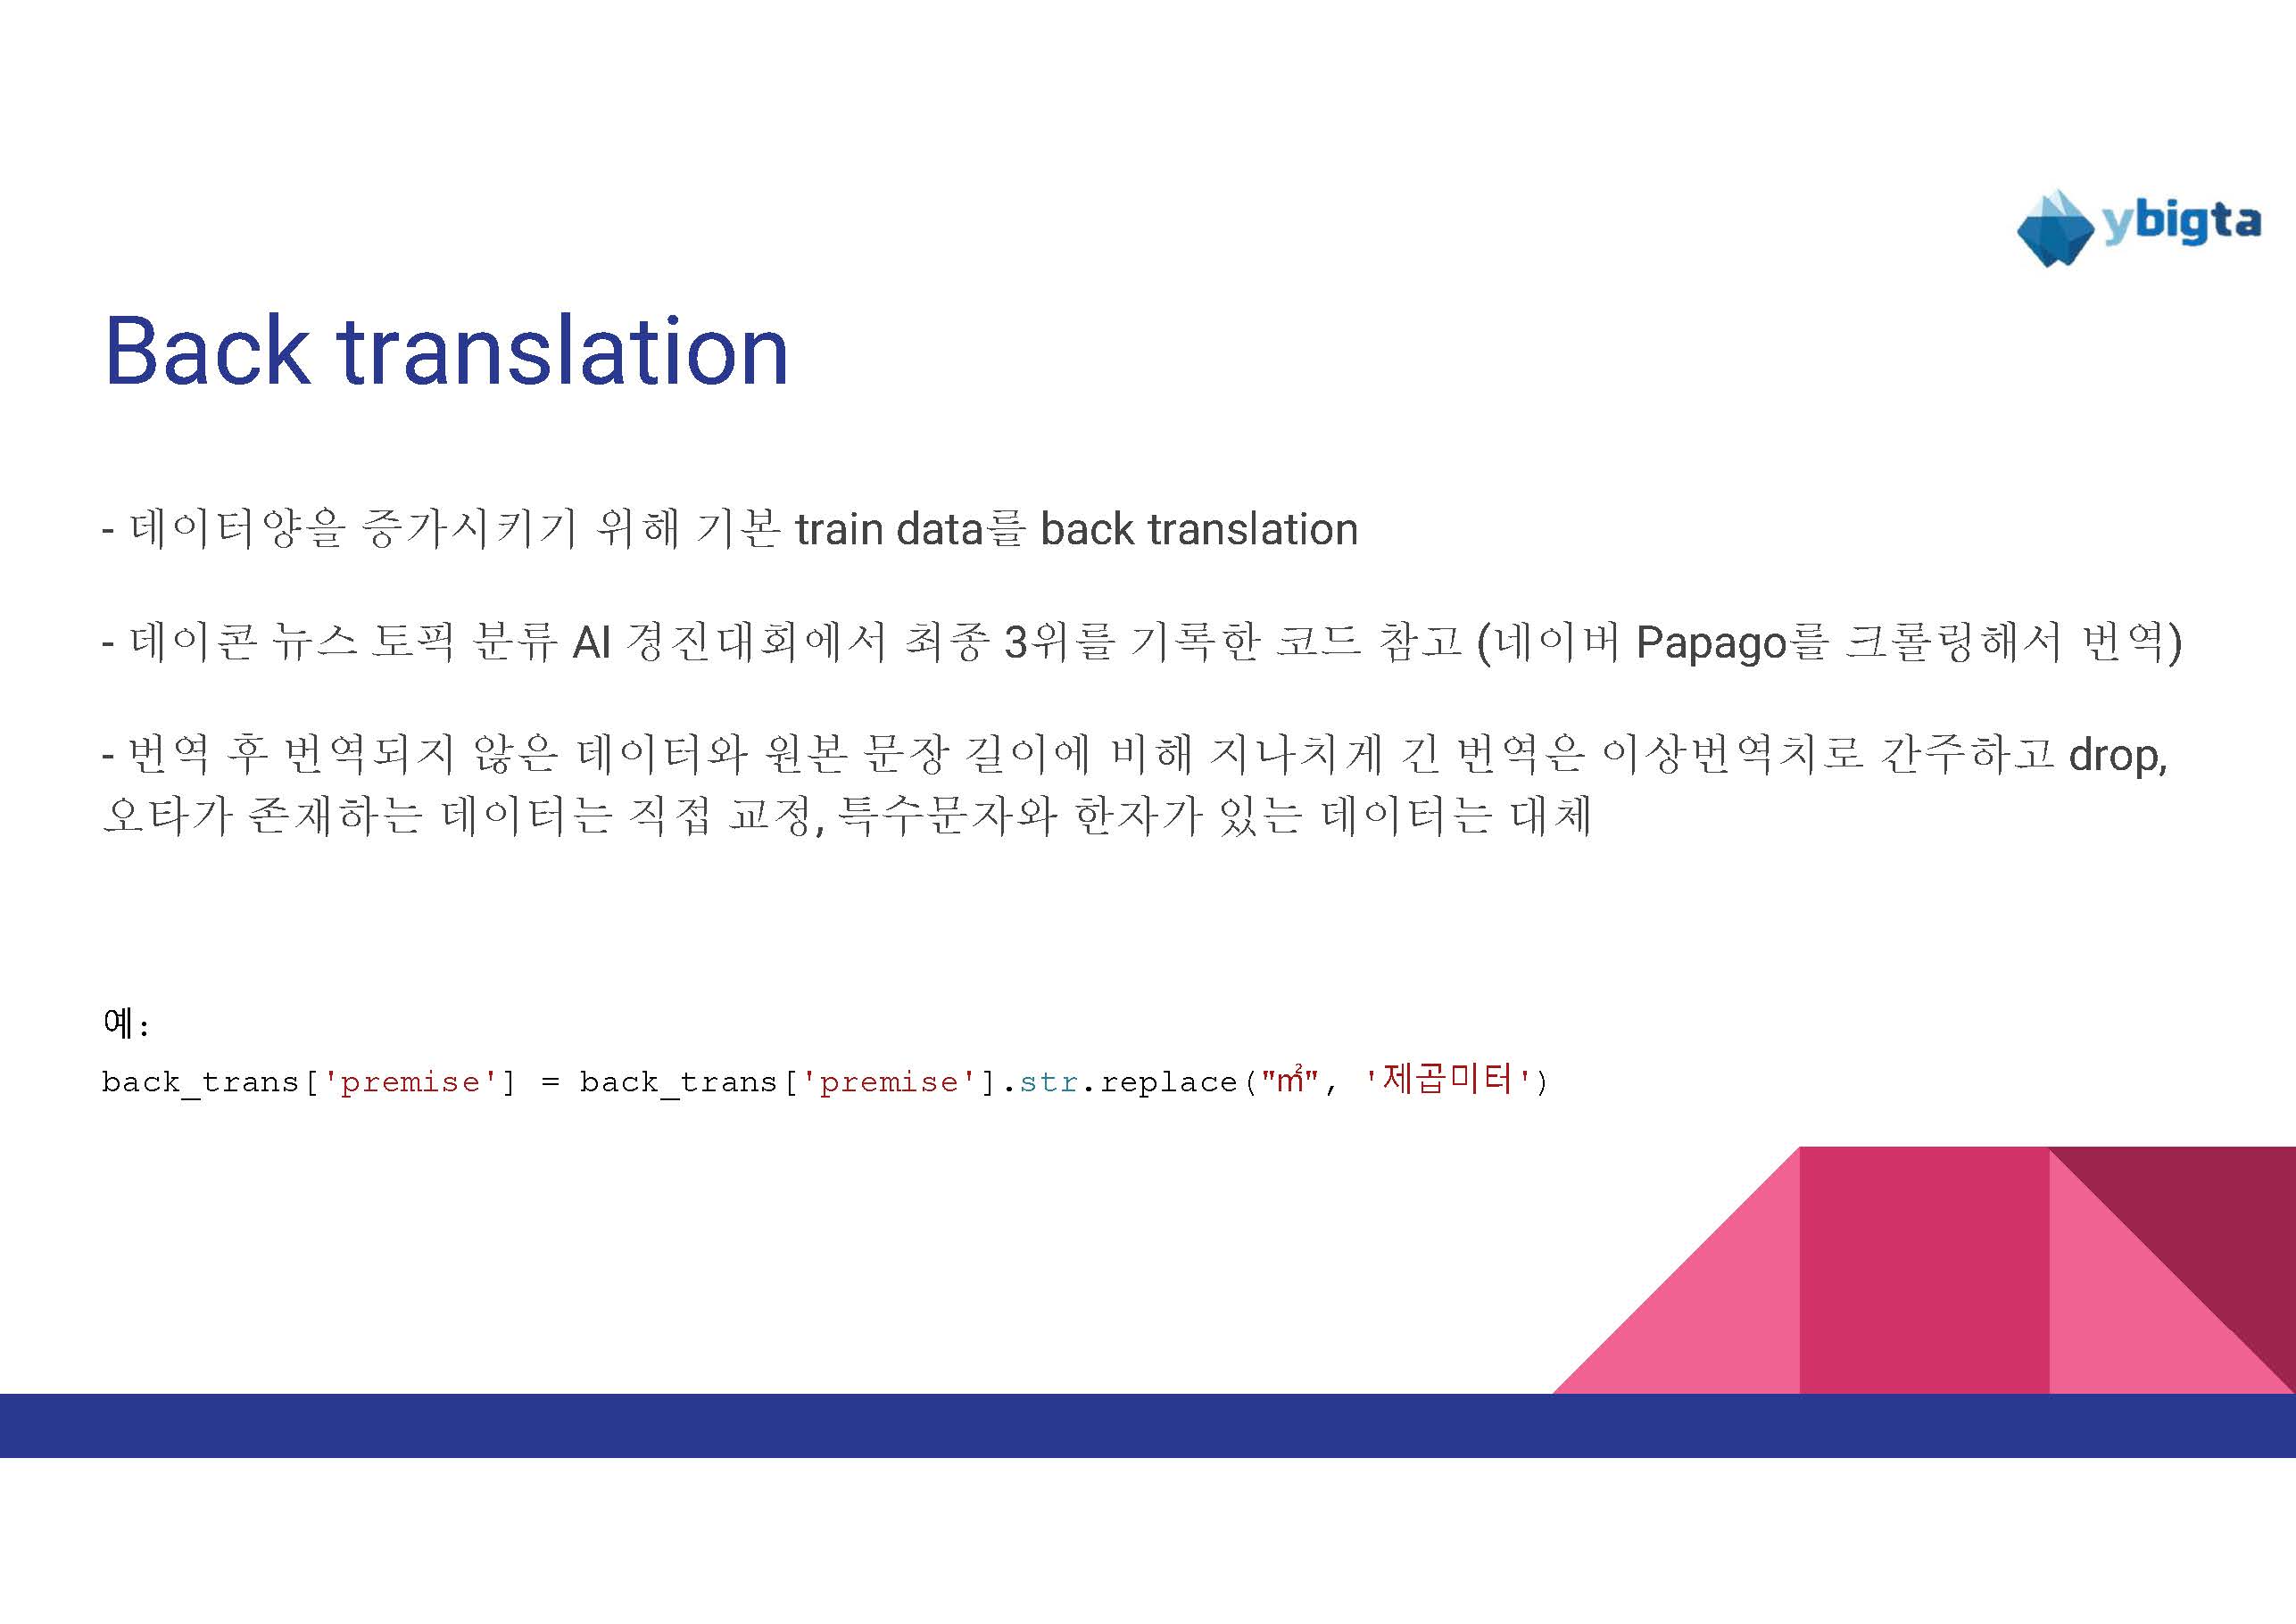 ybigta
Back translation
- 데이터양을 증가시키기 위해 기본 train data를 back translation
- 데이콘 뉴스 토픽 분류 AI 경진대회에서 최종 3위를 기록한 코드 참고 (네이버 Papago를 크롤링해서 번역)
- 번역 후 번역되지 않은 데이터와 원본 문장 길이에 비해 지나치게 긴 번역은 이상번역치로 간주하고 drop,
오타가 존재하는 데이터는 직접 교정, 특수문자와 한자가 있는 데이터는 대체
예:
back_trans['premise'] = back_trans['premise'].str.replace("㎡", '제곱미터')